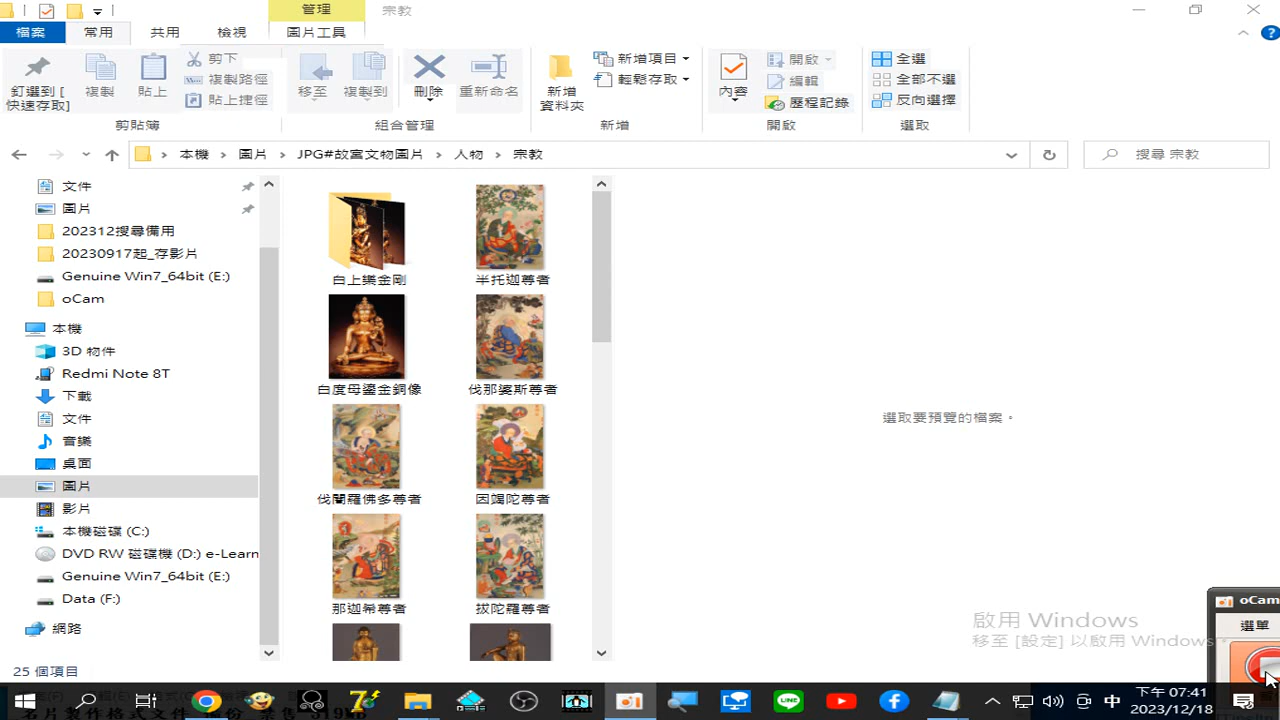 管理
宗教
檔案
常用
共用
檢視
圖片工具
釘選到 [
快速存取]
複製
貼上
剪下
複製路徑
貼上捷徑
移至
複製到
刪除
重新命名
新增
資料夾
新增項目
輕鬆存取
內容
開啟
編輯
歷程記錄
全選
全部不選
反向選擇
剪貼簿
組合管理
新增
開啟
選取
本機 › 圖片 › JPG#故宮文物圖片 › 人物 › 宗教
搜尋 宗教
文件
圖片
202312搜尋備用
20230917起_存影片
Genuine Win7_64bit (E:)
oCam
本機
3D 物件
Redmi Note 8T
下載
文件
音樂
桌面
圖片
影片
本機磁碟 (C:)
DVD RW 磁碟機 (D:) e-Learn
Genuine Win7_64bit (E:)
Data (F:)
網路
白上樂金剛
半托迦尊者
白度母鎏金銅像
伐那婆斯尊者
伐闍羅佛多尊者
因竭陀尊者
那迦希尊者
拔陀羅尊者
選取要預覽的檔案。
啟用 Windows
移至 [設定] 以啟用 Windows。
oCam
選單
25 個項目
中
下午 07:41
2023/12/18